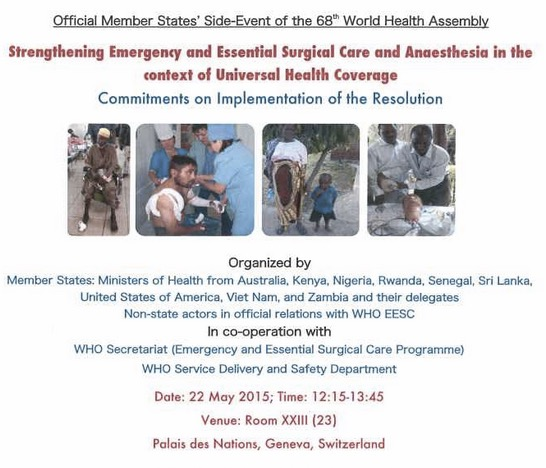 Official Member States' Side-Event of the 68th World Health Assembly
Strengthening Emergency and Essential Surgical Care and Anaesthesia in the
context of Universal Health Coverage
Commitments on Implementation of the Resolution
Organized by
Member States: Ministers of Health from Australia, Kenya, Nigeria, Rwanda, Senegal, Sri Lanka,
United States of America, Viet Nam, and Zambia and their delegates
Non-state actors in official relations with WHO EESC
In co-operation with
WHO Secretariat (Emergency and Essential Surgical Care Programme)
WHO Service Delivery and Safety Department
Date: 22 May 2015; Time: 12:15-13:45
Venue: Room XXIII (23)
Palais des Nations, Geneva, Switzerland